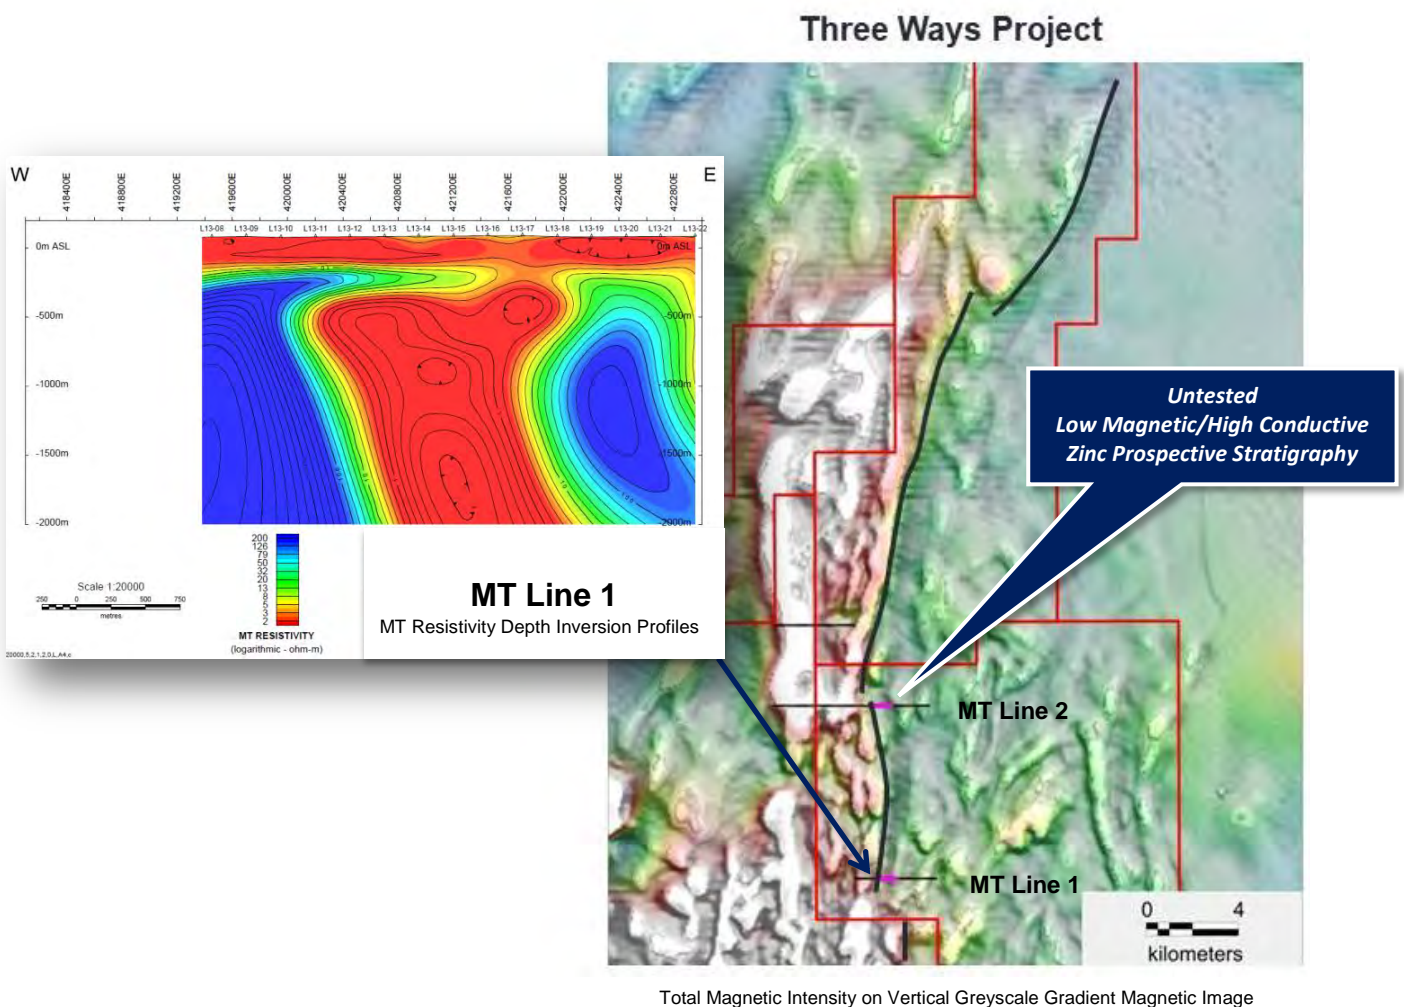 Three Ways Project
W
E
418400E
418800E
419200E
419600E
420000E
420400E
420800E
421200E
421600E
422000E
422400E
422800E
L13-08 L13-09 L13-10 L13-11 L13-12 L13-13 L13-14 L13-15 L13-16 L13-17 L13-18 L13-19 L13-20 L13-21 L13-22
0m ASL
0m ASL
-500m
-500m
-1000m
-1000m
-1500m
-1500m
-2000m
-2000m
Scale 1:20000
250 0 250 500 750
metres
200
126
79
50
32
20
13
8
5
3
2
MT RESISTIVITY
(logarithmic - ohm-m)
MT Line 1
MT Resistivity Depth Inversion Profiles
Untested
Low Magnetic/High Conductive
Zinc Prospective Stratigraphy
MT Line 2
MT Line 1
0 4
kilometers
Total Magnetic Intensity on Vertical Greyscale Gradient Magnetic Image